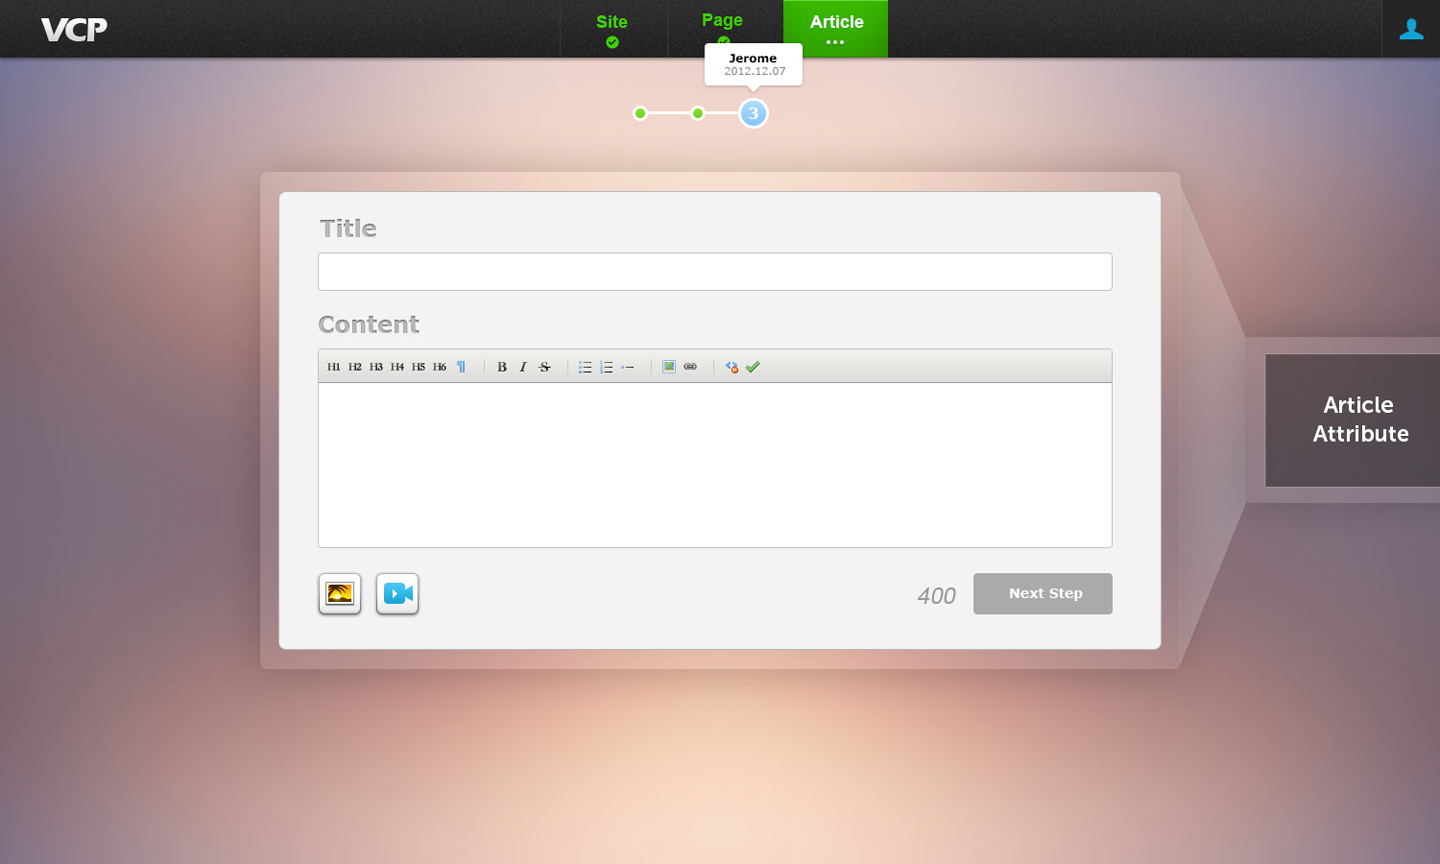 VCP
Site
Page
Article
Jerome
2012.12.07
3
Title
Content
H1 H2 H3 H4 H5 H6 ¶ B I S
Article
Attribute
400
Next Step